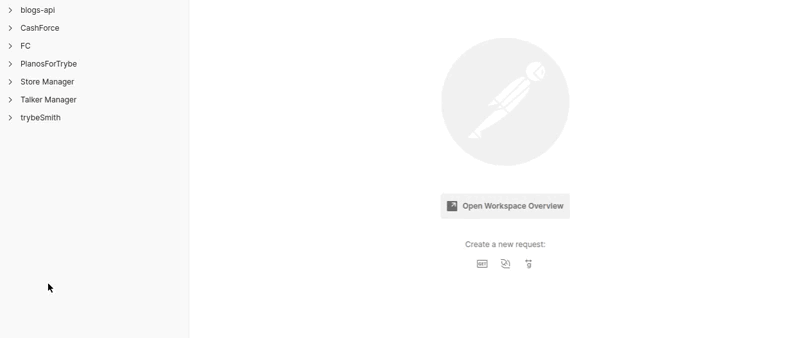 blogs-api
CashForce
FC
PlanosForTrybe
Store Manager
Talker Manager
trybeSmith
Open Workspace Overview
Create a new request: